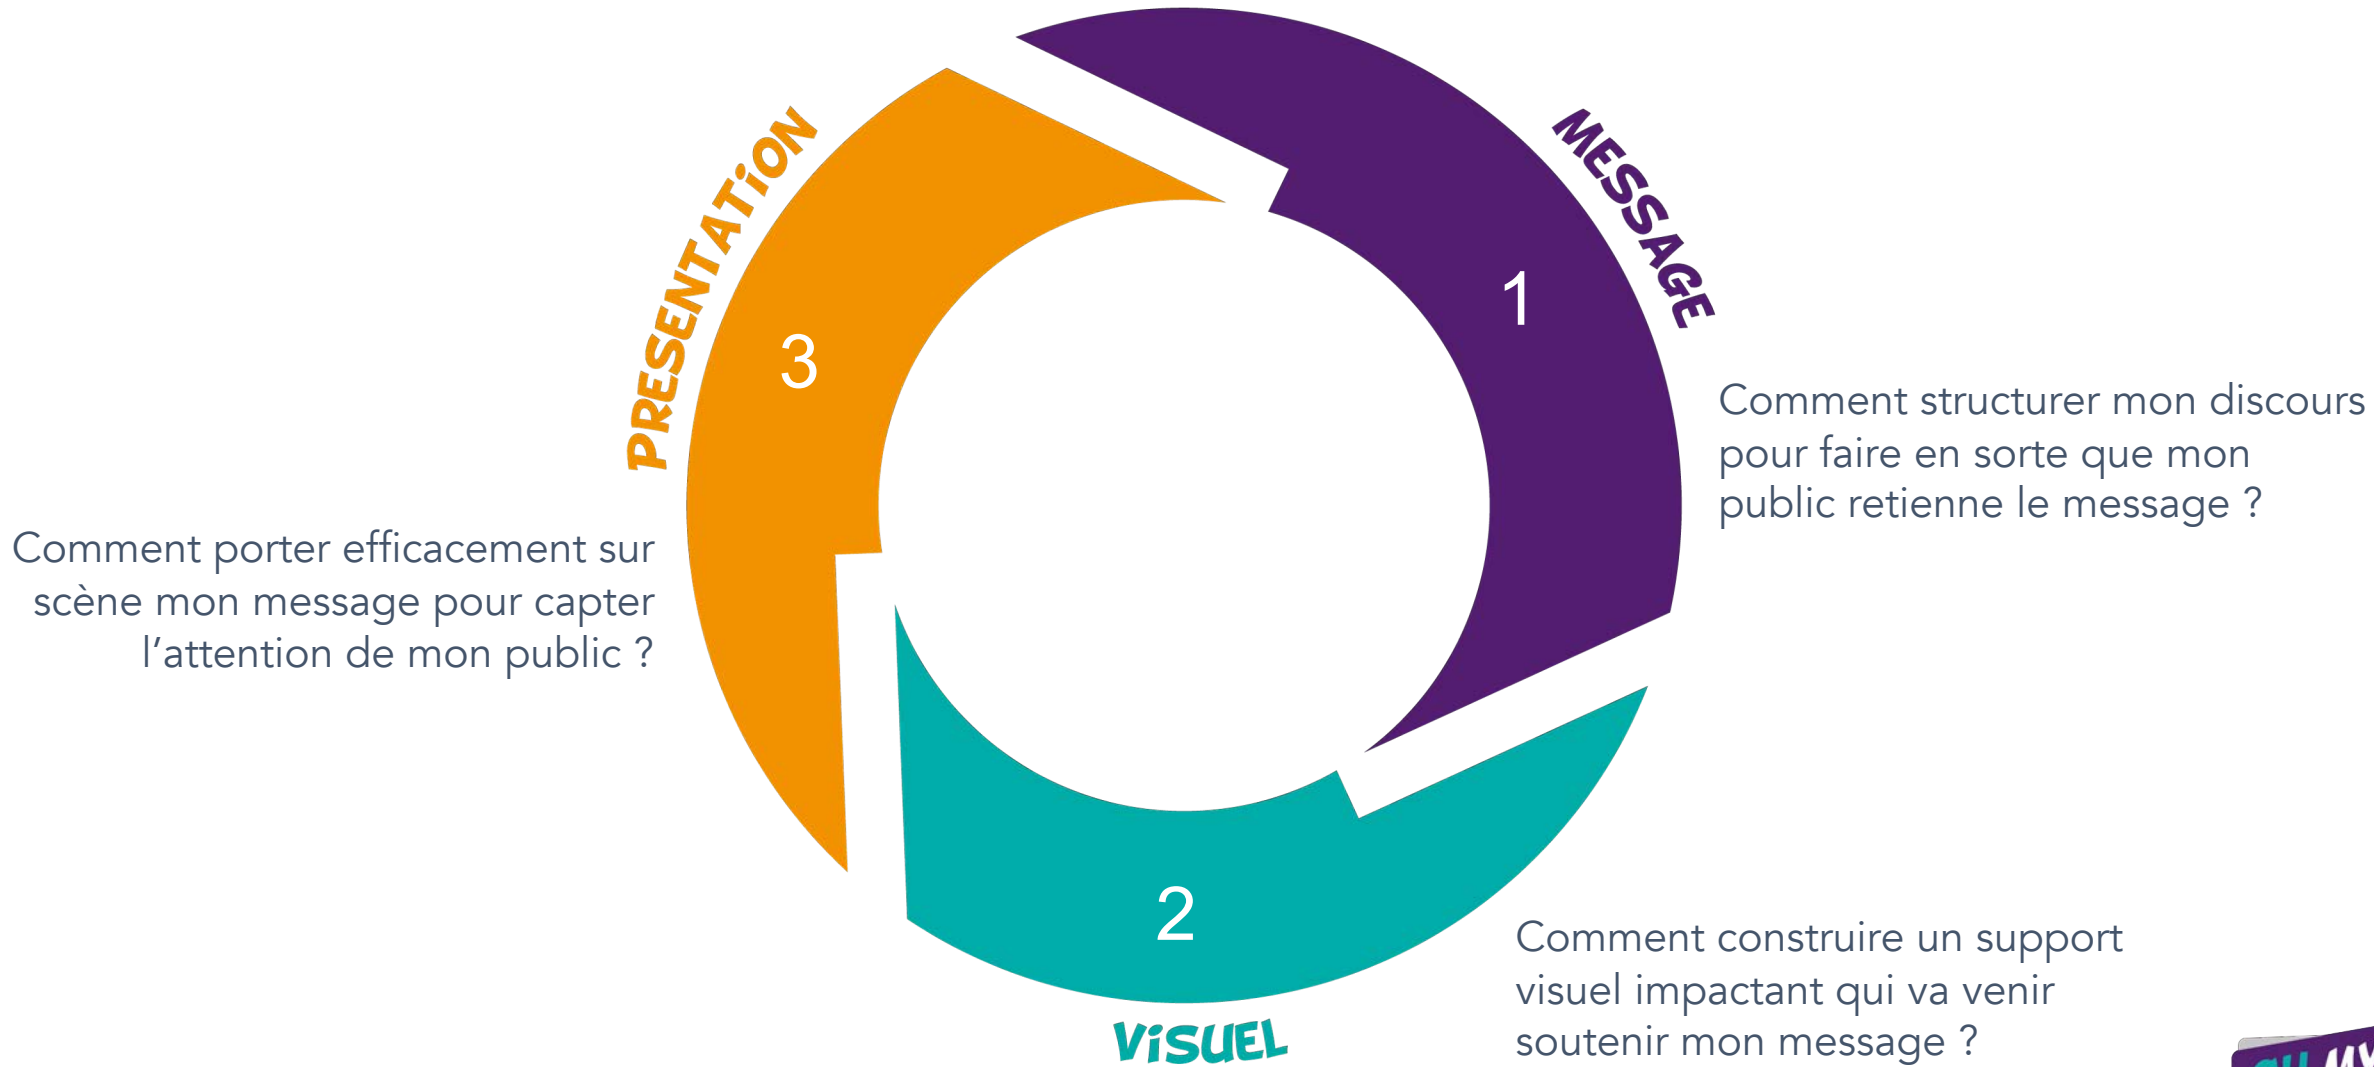 MESSAGE
1
Comment structurer mon discours
pour faire en sorte que mon
public retienne le message ?
2
ViSUEL
Comment construire un support
visuel impactant qui va venir
soutenir mon message ?
PRESENTATiON
3
Comment porter efficacement sur
scène mon message pour capter
l’attention de mon public ?